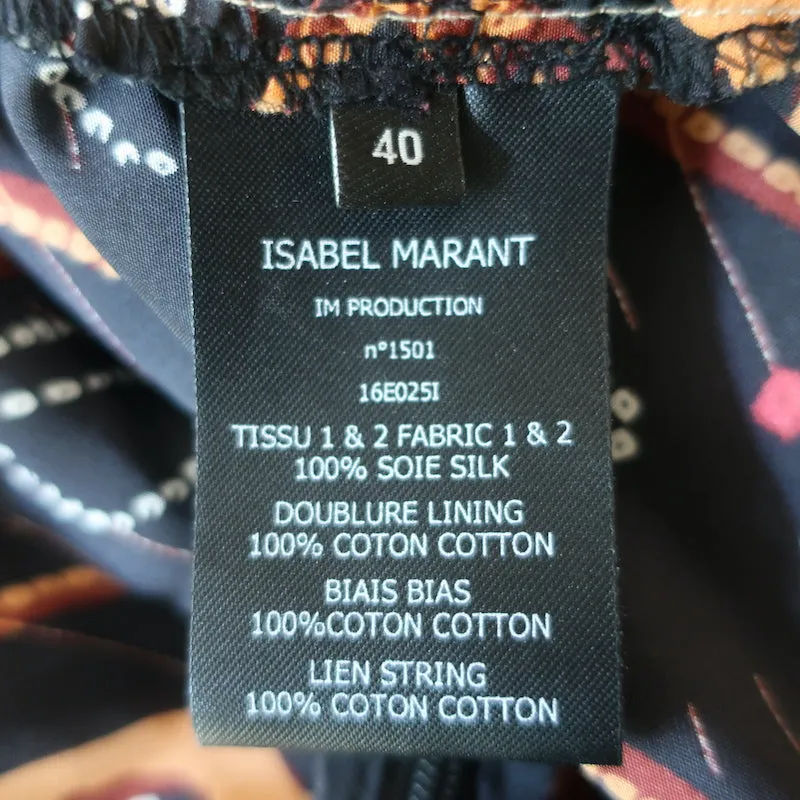 40
ISABEL MARANT
IM PRODUCTION
n°1501
16E025I
TISSU 1 & 2 FABRIC 1 & 2
100% SOIE SILK
DOUBLURE LINING
100% COTON COTTON
BIAIS BIAS
100%COTON COTTON
LIEN STRING
100% COTON COTTON